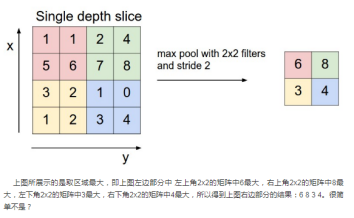 Single depth slice
x
1 1 2 4
5 6 7 8
3 2 1 0
1 2 3 4
y
max pool with 2x2 filters
and stride 2
6 8
3 4
上图所展示的是取区域最大，即上图左边部分中 左上角2x2的矩阵中6最大，右上角2x2的矩阵中8最
大，左下角2x2的矩阵中3最大，右下角2x2的矩阵中4最大，所以得到上图右边部分的结果：6 8 3 4。很简
单不是？